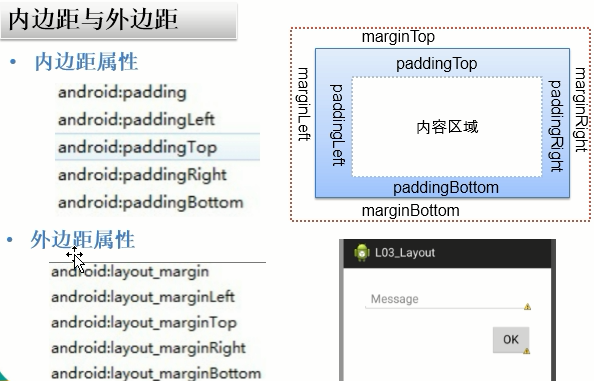 内边距与外边距
• 内边距属性
android:padding
android:paddingLeft
android:paddingTop
android:paddingRight
android:paddingBottom
• 外边距属性
android:layout_margin
android:layout_marginLeft
android:layout_marginTop
android:layout_marginRight
android:layout_marginBottom
marginTop
paddingTop
marginLeft
paddingLeft
内容区域
paddingRight
marginRight
paddingBottom
marginBottom
L03_Layout
Message
OK